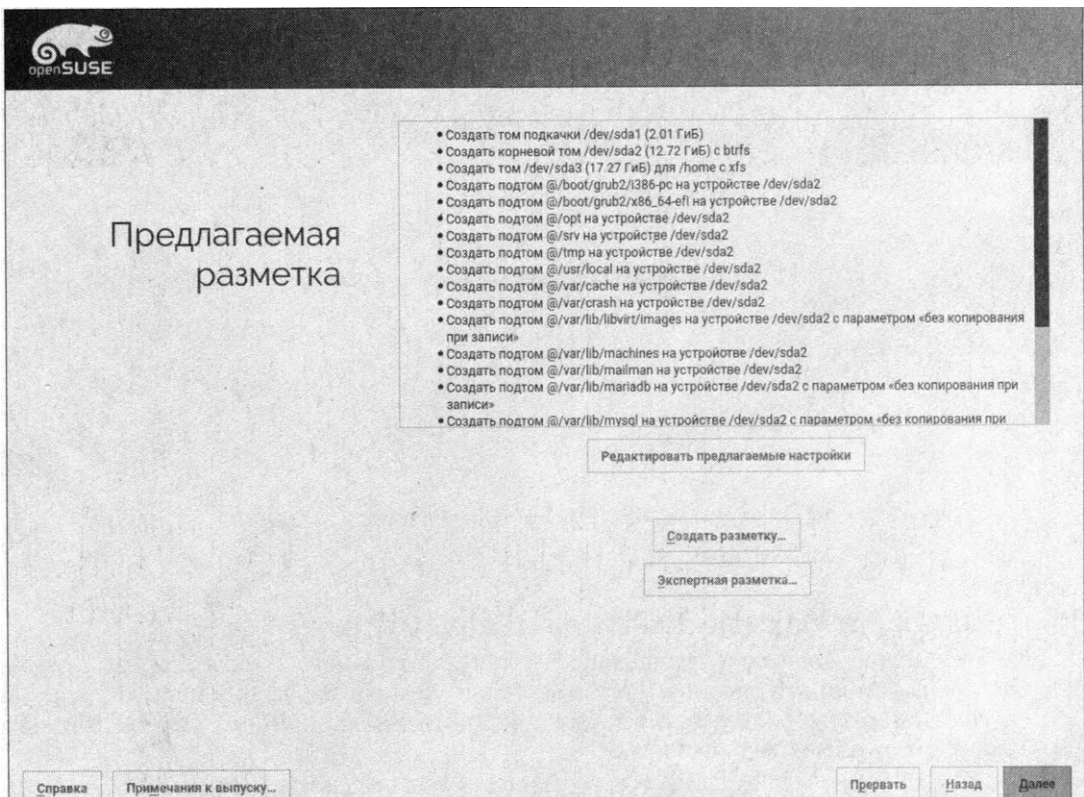 openSUSE
Предлагаемая
разметка
• Создать том подкачки /dev/sda1 (2.01 ГиБ)
• Создать корневой том /dev/sda2 (12.72 ГиБ) с btrfs
• Создать том /dev/sda3 (17.27 ГиБ) для /home с xfs
• Создать подтом @/boot/grub2/i386-pc на устройстве /dev/sda2
• Создать подтом @/boot/grub2/x86_64-efi на устройстве /dev/sda2
• Создать подтом @/opt на устройстве /dev/sda2
• Создать подтом @/srv на устройстве /dev/sda2
• Создать подтом @/tmp на устройстве /dev/sda2
• Создать подтом @/usr/local на устройстве /dev/sda2
• Создать подтом @/var/cache на устройстве /dev/sda2
• Создать подтом @/var/crash на устройстве /dev/sda2
• Создать подтом @/var/lib/libvirt/images на устройстве /dev/sda2 с параметром «без копирования
при записи»
• Создать подтом @/var/lib/machines на устройстве /dev/sda2
• Создать подтом @/var/lib/mailman на устройстве /dev/sda2
• Создать подтом @/var/lib/mariadb на устройстве /dev/sda2 с параметром «без копирования при
записи»
• Создать подтом @/var/lib/mysql на устройстве /dev/sda2 с параметром «без копирования при
Редактировать предлагаемые настройки
Создать разметку...
Экспертная разметка...
Справка
Примечания к выпуску...
Прервать
Назад
Далее